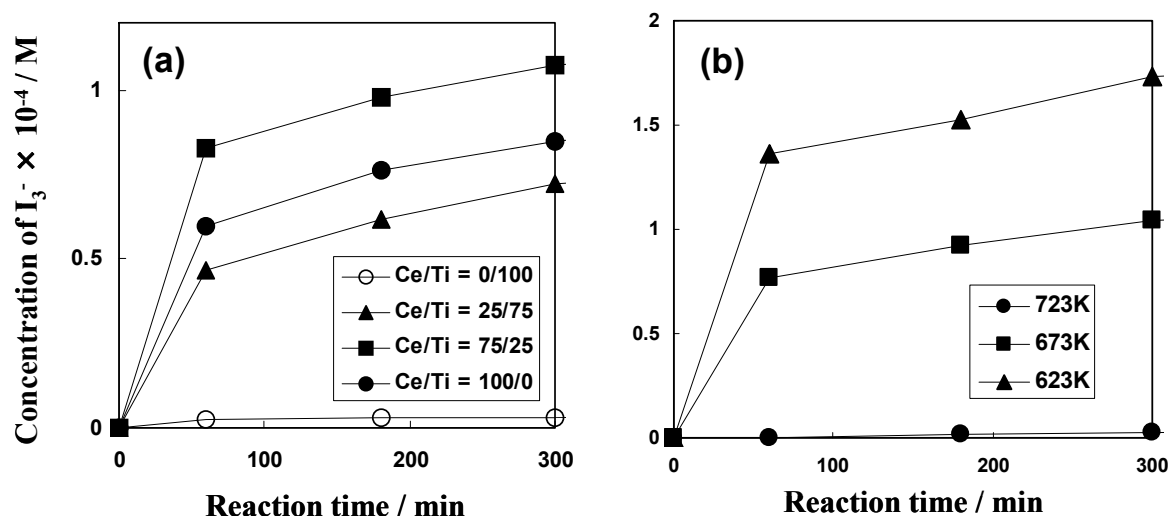 (a)
Concentration of I₃⁻ × 10⁻⁴ / M
1
0.5
0
0
100
200
300
Ce/Ti = 0/100
Ce/Ti = 25/75
Ce/Ti = 75/25
Ce/Ti = 100/0
Reaction time / min
(b)
2
1.5
1
0.5
0
0
100
200
300
723K
673K
623K
Reaction time / min